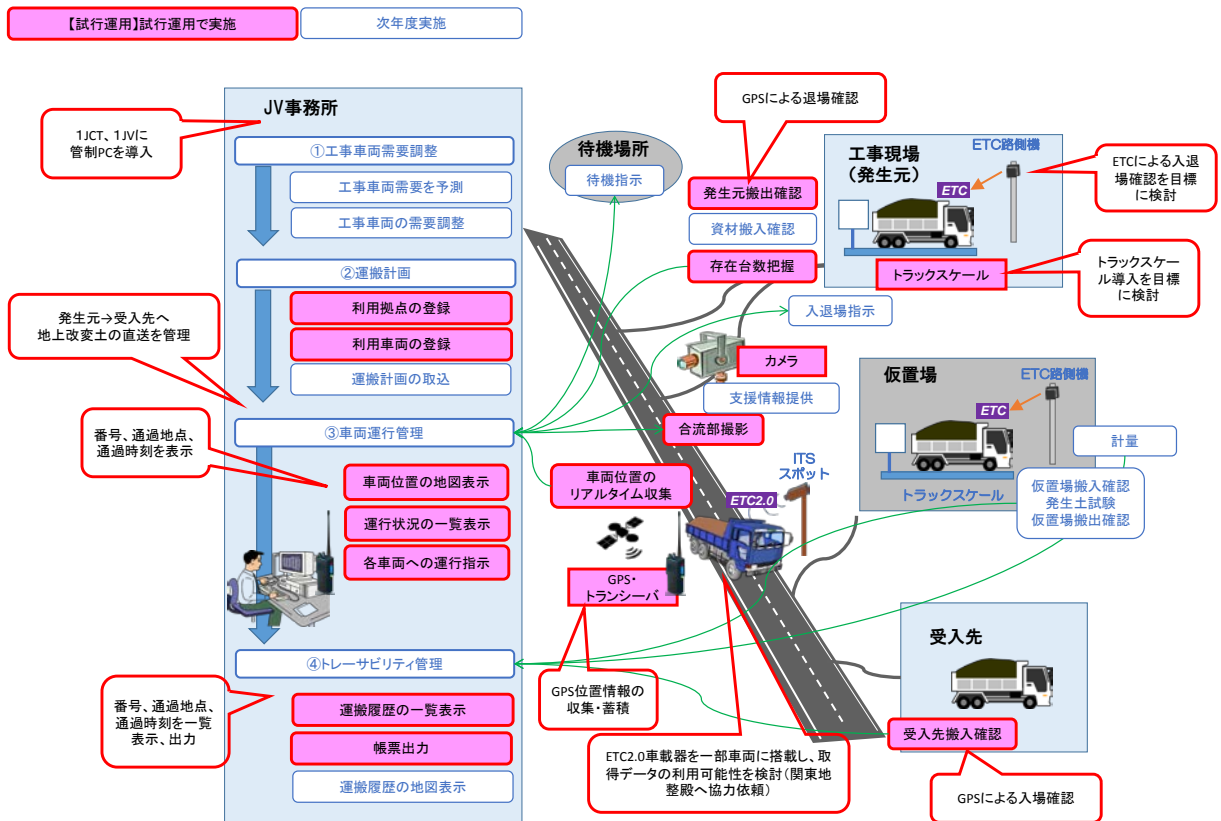 【試行運用】試行運用で実施
次年度実施
JV事務所
1JCT、1JVに
管制PCを導入
①工事車両需要調整
工事車両需要を予測
工事車両の需要調整
②運搬計画
利用拠点の登録
利用車両の登録
運搬計画の取込
発生元→受入先へ
地上改変土の直送を管理
③車両運行管理
番号、通過地点、
通過時刻を表示
車両位置の地図表示
運行状況の一覧表示
各車両への運行指示
④トレーサビリティ管理
番号、通過地点、
通過時刻を一覧
表示、出力
運搬履歴の一覧表示
帳票出力
運搬履歴の地図表示
待機場所
待機指示
GPSによる退場確認
発生元搬出確認
資材搬入確認
存在台数把握
工事現場
(発生元)
ETC路側機
ETC
トラックスケール
ETCによる入退
場確認を目標
に検討
トラックスケー
ル導入を目標
に検討
入退場指示
カメラ
支援情報提供
合流部撮影
車両位置の
リアルタイム収集
ITS
スポット
ETC2.0
GPS・
トランシーバ
GPS位置情報の
収集・蓄積
ETC2.0車載器を一部車両に搭載し、取
得データの利用可能性を検討(関東地
整殿へ協力依頼)
仮置場
ETC路側機
ETC
トラックスケール
計量
仮置場搬入確認
発生土試験
仮置場搬出確認
受入先
受入先搬入確認
GPSによる入場確認